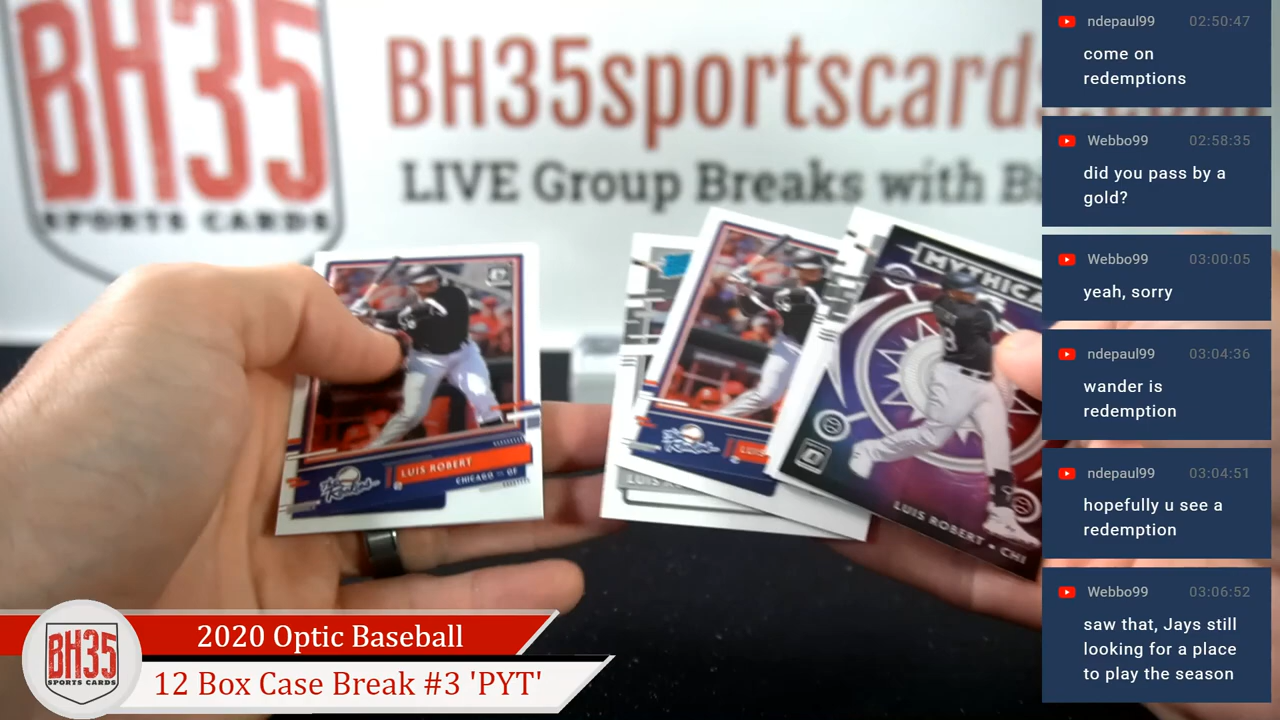 BH35
SPORTS CARDS
BH35sportscards
LIVE Group Breaks with
LUIS ROBERT
CHICAGO — OF
The Rookies
MYTHICA
LUIS ROBERT • CHI
BH35
SPORTS CARDS
2020 Optic Baseball
12 Box Case Break #3 'PYT'
ndepaul99 02:50:47
come on
redemptions
Webbo99 02:58:35
did you pass by a
gold?
Webbo99 03:00:05
yeah, sorry
ndepaul99 03:04:36
wander is
redemption
ndepaul99 03:04:51
hopefully u see a
redemption
Webbo99 03:06:52
saw that, Jays still
looking for a place
to play the season